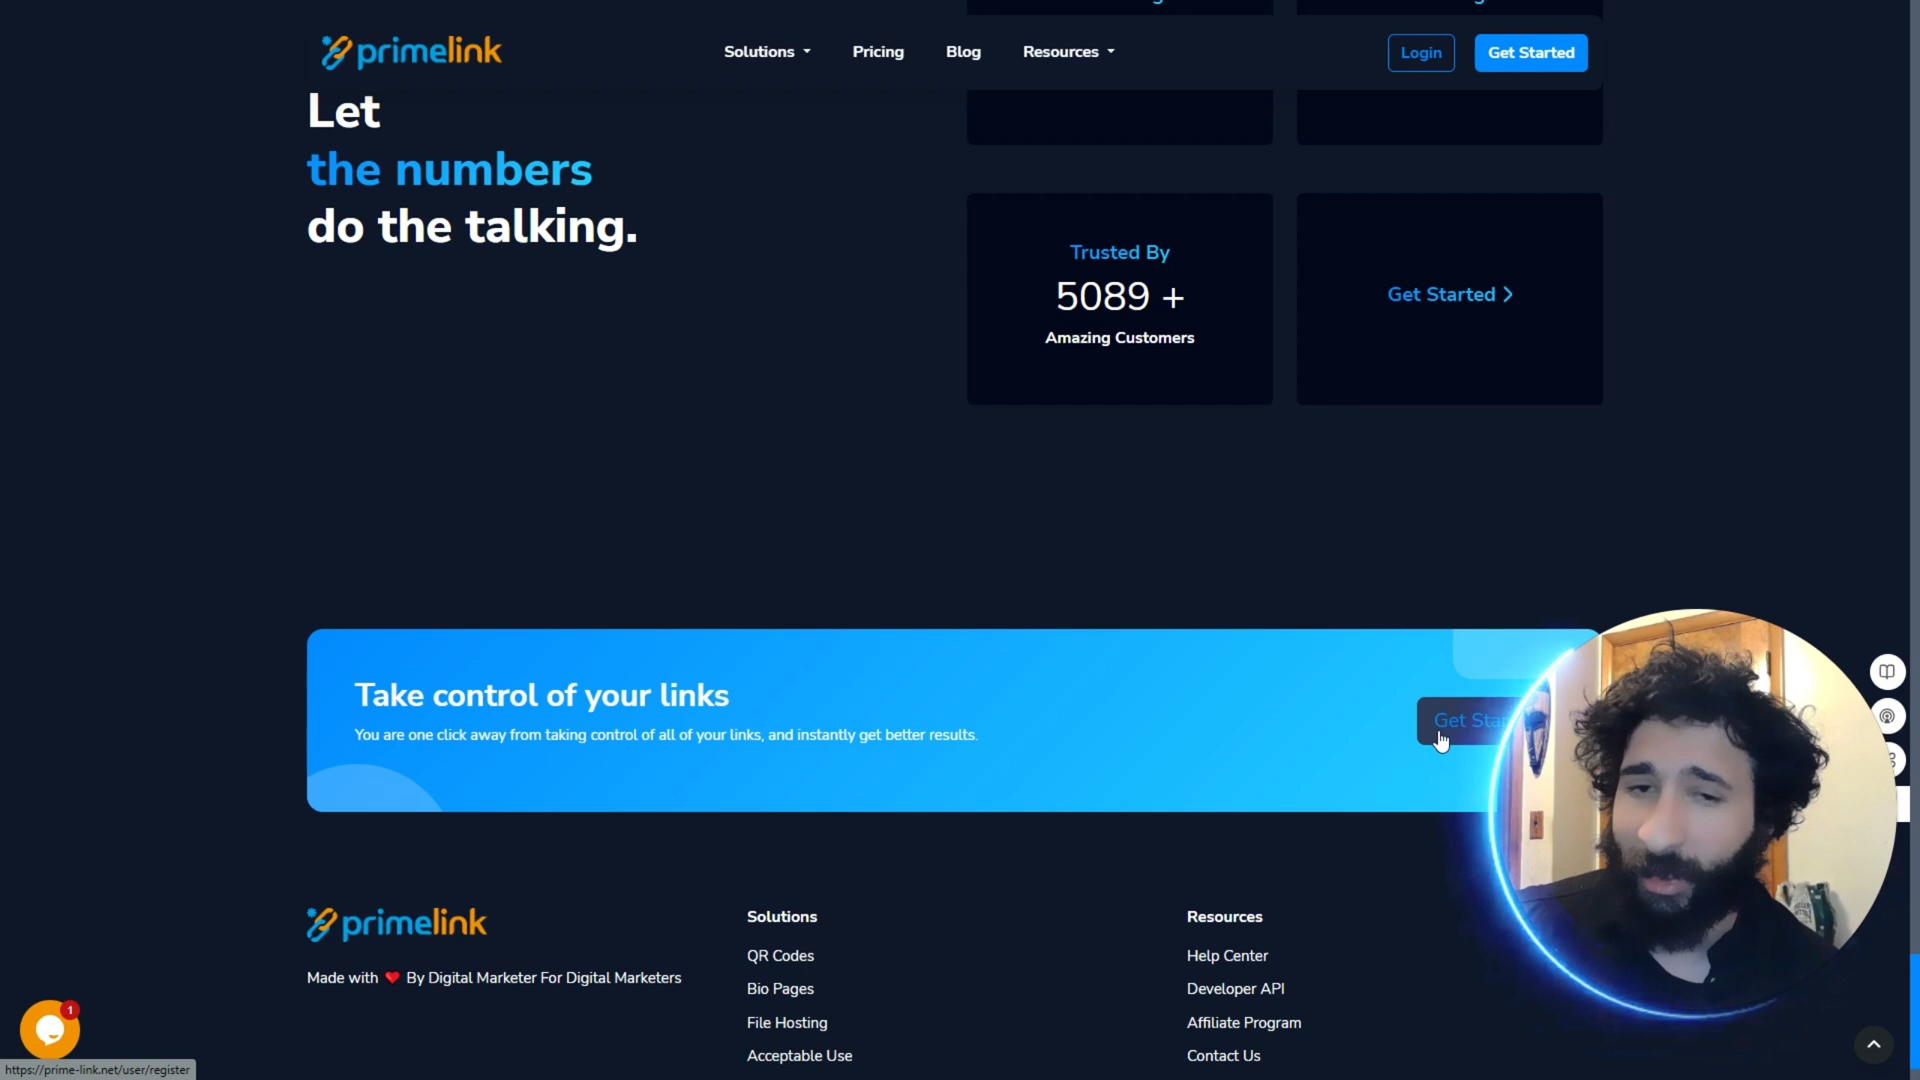 primelink
Solutions
Pricing
Blog
Resources
Login
Get Started
Let
the numbers
do the talking.
Trusted By
5089 +
Amazing Customers
Get Started
Take control of your links
You are one click away from taking control of all of your links, and instantly get better results.
Get Star
primelink
Made with ❤ By Digital Marketer For Digital Marketers
Solutions
QR Codes
Bio Pages
File Hosting
Acceptable Use
Resources
Help Center
Developer API
Affiliate Program
Contact Us
1
https://prime-link.net/user/register